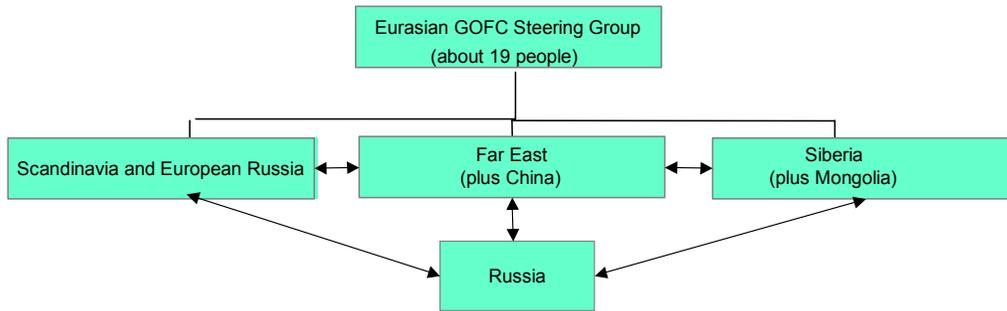 Eurasian GOFC Steering Group
(about 19 people)
Scandinavia and European Russia
Far East
(plus China)
Siberia
(plus Mongolia)
Russia